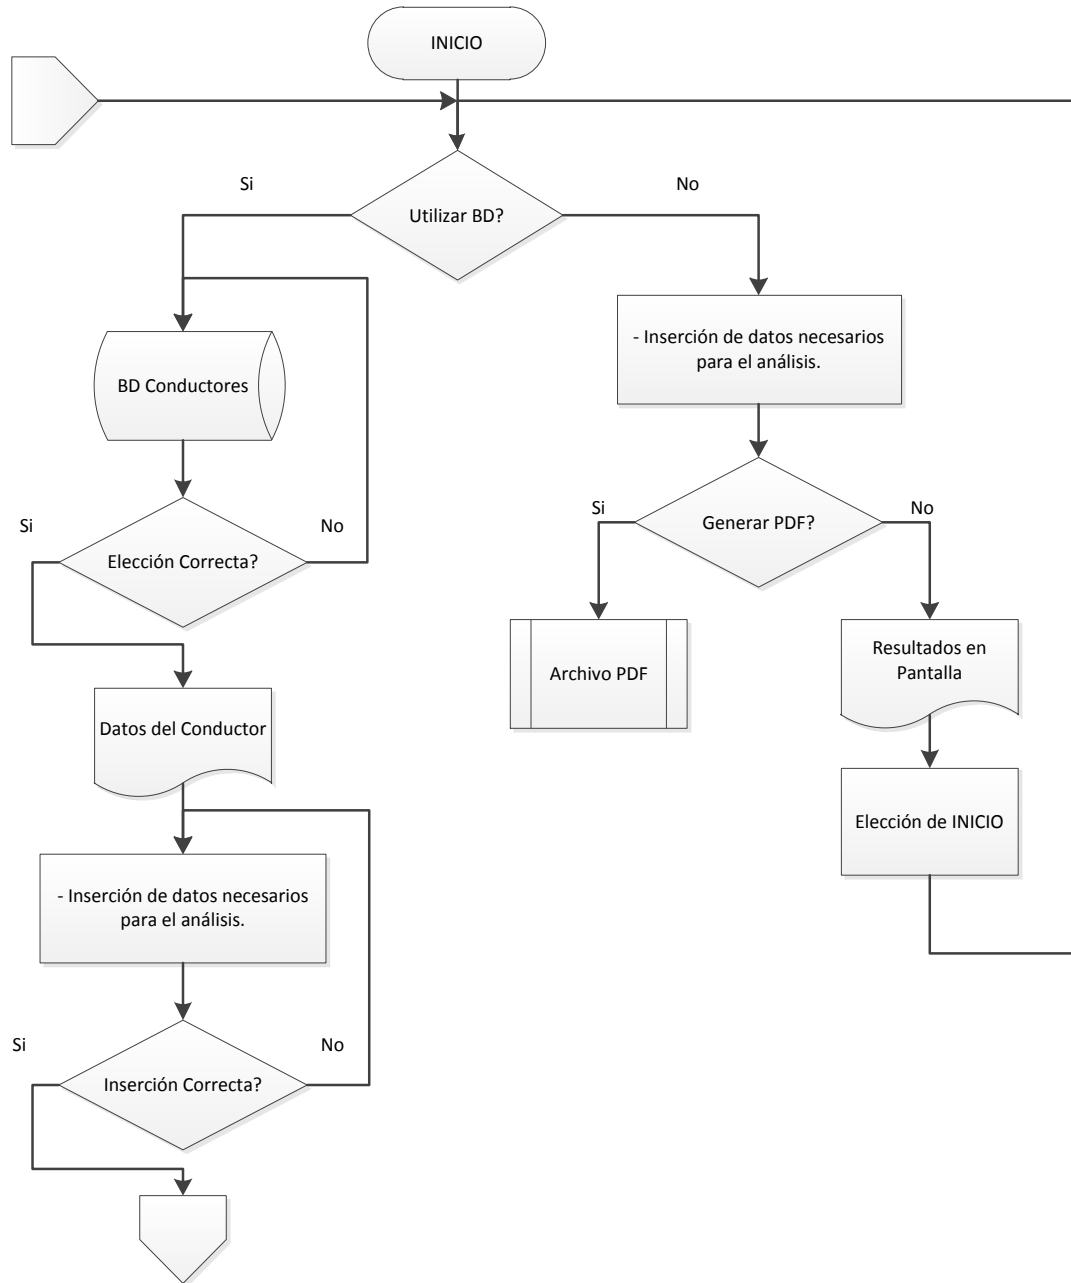 INICIO
Si
No
Utilizar BD?
- Inserción de datos necesarios
para el análisis.
BD Conductores
Si
No
Elección Correcta?
Si
No
Generar PDF?
Archivo PDF
Resultados en
Pantalla
Datos del Conductor
Elección de INICIO
- Inserción de datos necesarios
para el análisis.
Si
No
Inserción Correcta?